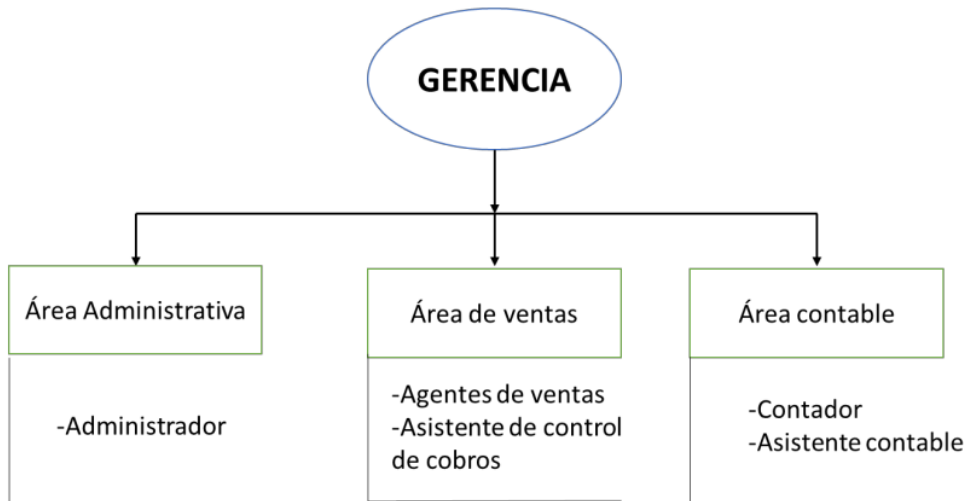 GERENCIA
Área Administrativa
Área de ventas
Área contable
-Administrador
-Agentes de ventas
-Asistente de control
de cobros
-Contador
-Asistente contable